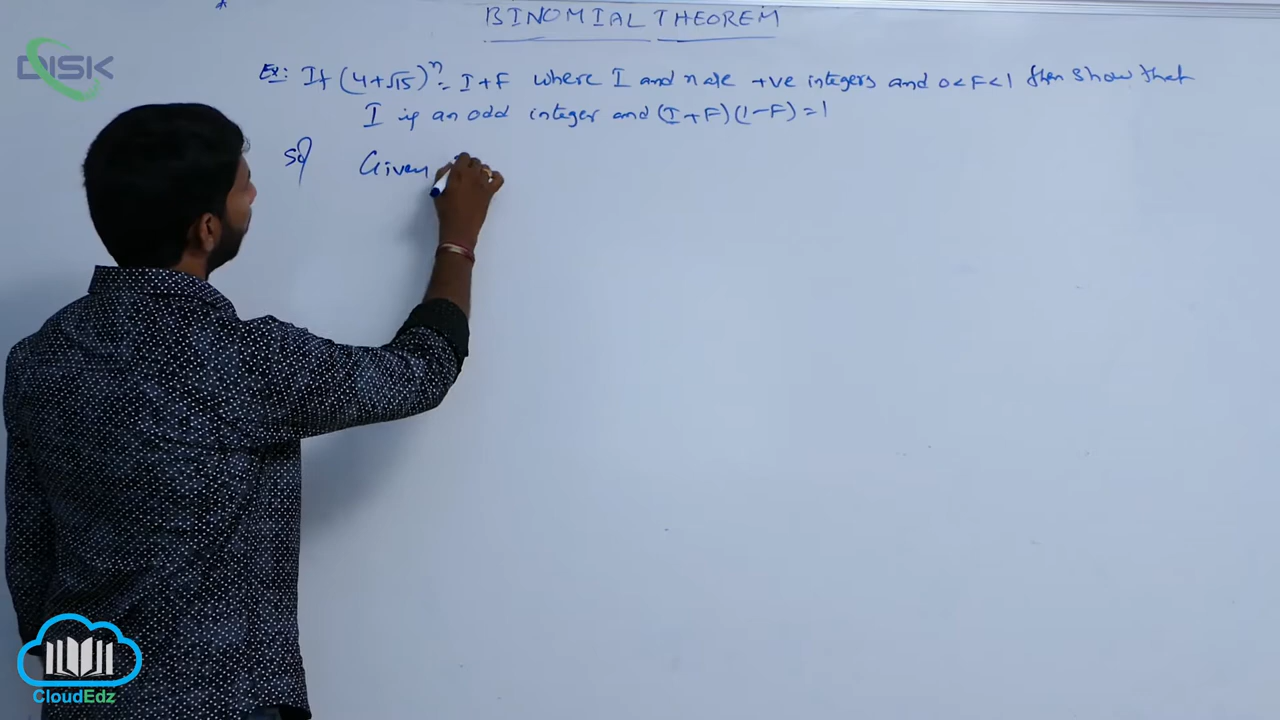 BINOMIAL THEOREM
DISK
Ex: If (4+√15)ⁿ = I+F where I and n are +ve integers and 0<F<1 then show that
I is an odd integer and (I+F)(1-F)=1
Sol
Given
CloudEdz